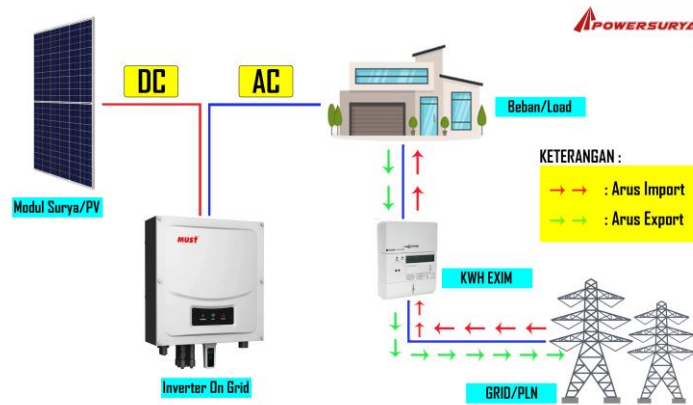 POWERSURYA
DC
AC
Beban/Load
KETERANGAN :
: Arus Import
: Arus Export
Modul Surya/PV
MUST
KWH EXIM
Inverter On Grid
GRID/PLN